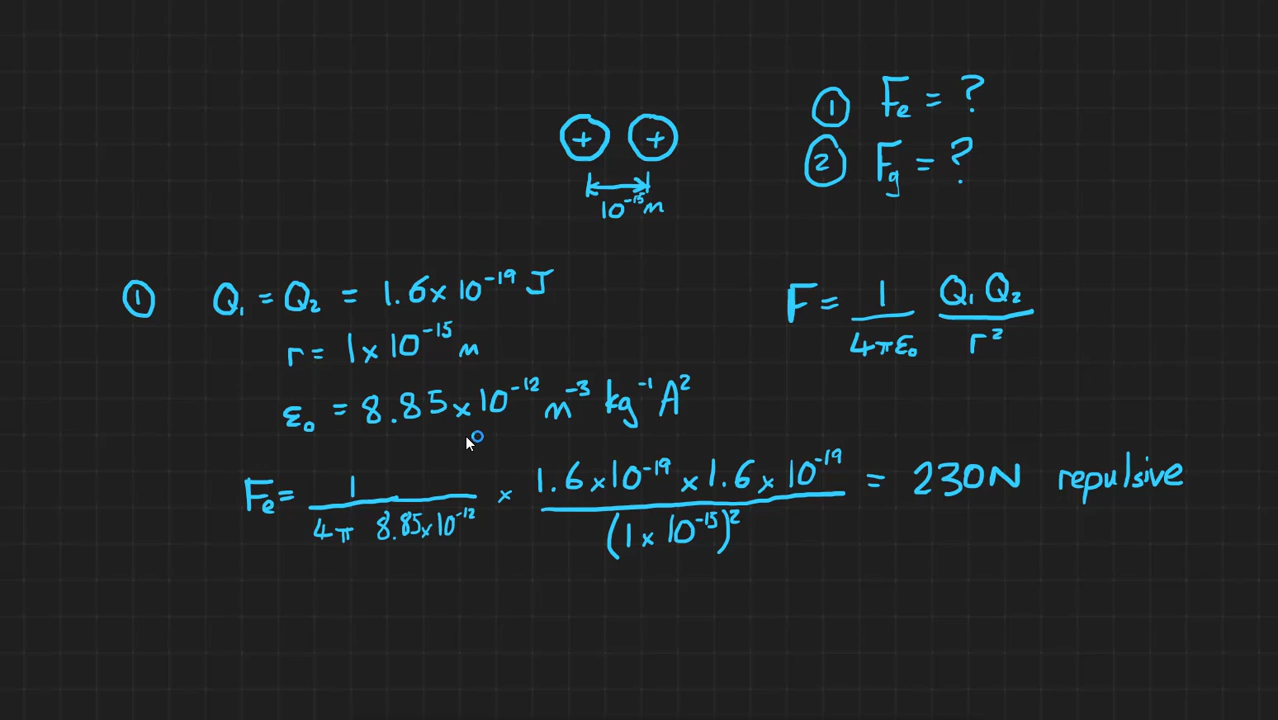 ① Fe = ?
② Fg = ?
+ +
10⁻¹⁵m
① Q₁ = Q₂ = 1.6 × 10⁻¹⁹ J
F = 1/(4πε₀) Q₁Q₂/r²
r = 1 × 10⁻¹⁵ m
ε₀ = 8.85 × 10⁻¹² m⁻³ kg⁻¹ A²
Fe = 1/(4π 8.85×10⁻¹²) × (1.6×10⁻¹⁹ × 1.6×10⁻¹⁹)/(1×10⁻¹⁵)² = 230N repulsive